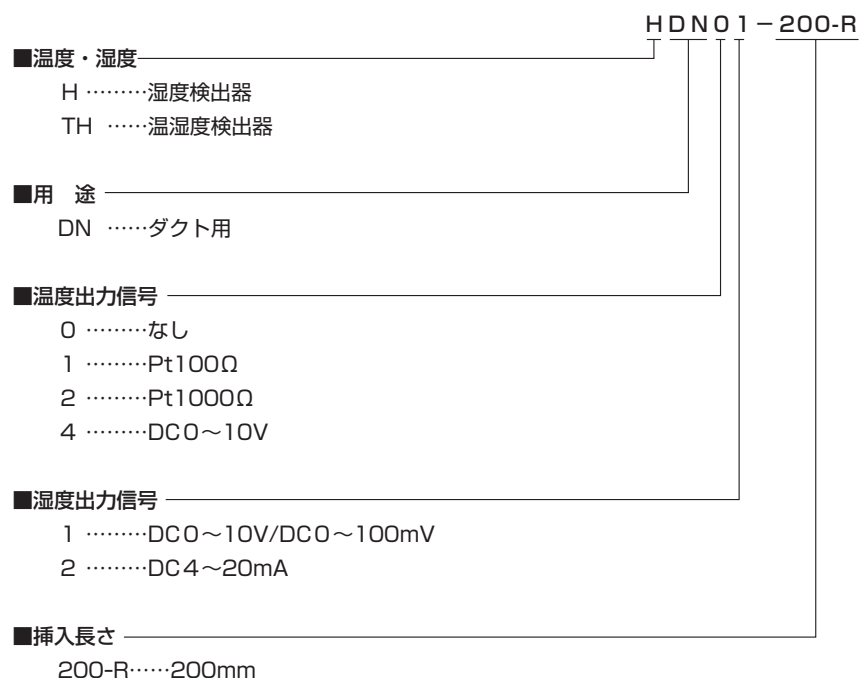 HDN01－200-R
■温度・湿度
H ………湿度検出器
TH ……温湿度検出器
■用　途
DN ……ダクト用
■温度出力信号
0 ………なし
1 ………Pt100Ω
2 ………Pt1000Ω
4 ………DC0～10V
■湿度出力信号
1 ………DC0～10V/DC0～100mV
2 ………DC4～20mA
■挿入長さ
200-R……200mm